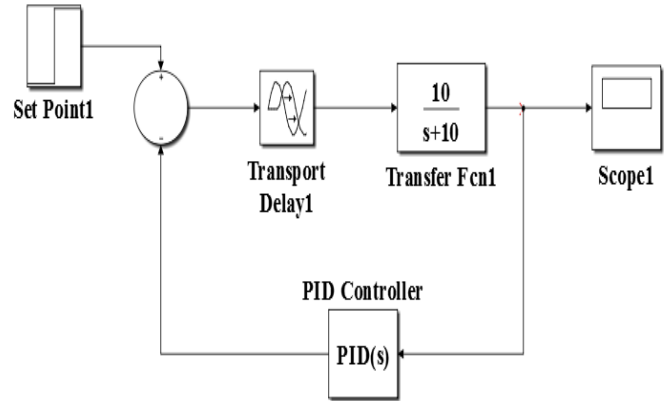 +
Set Point1
-
Transport
Delay1
10
s+10
Transfer Fcn1
Scope1
PID Controller
PID(s)